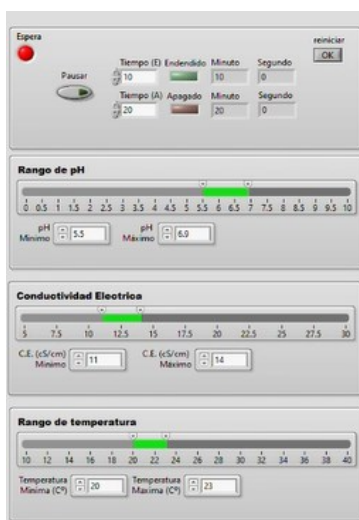 Espera
reiniciar
OK
Tiempo (E) Endendido Minuto Segundo
Pausar
10 10 0
Tiempo (A) Apagado Minuto Segundo
20 20 0
Rango de pH
0 0.5 1 1.5 2 2.5 3 3.5 4 4.5 5 5.5 6 6.5 7 7.5 8 8.5 9 9.5 10
pH Minimo 5.5 pH Máximo 6.9
Conductividad Electrica
5 7.5 10 12.5 15 17.5 20 22.5 25 27.5 30
C.E. (cS/cm) Minimo 11 C.E. (cS/cm) Máximo 14
Rango de temperatura
10 12 14 16 18 20 22 24 26 28 30 32 34 36 38 40
Temperatura Minima (Cº) 20 Temperatura Maxima (Cº) 23